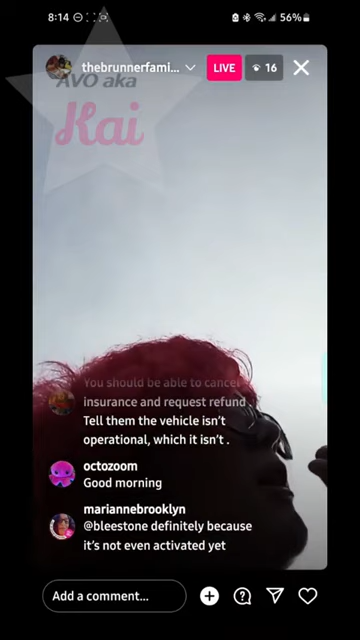 8:14
56%
thebrunnerfami...
LIVE
16
AVO aka
Kai
You should be able to cancel
insurance and request refund .
Tell them the vehicle isn't
operational, which it isn't .
octozoom
Good morning
mariannebrooklyn
@bleestone definitely because
it's not even activated yet
Add a comment...